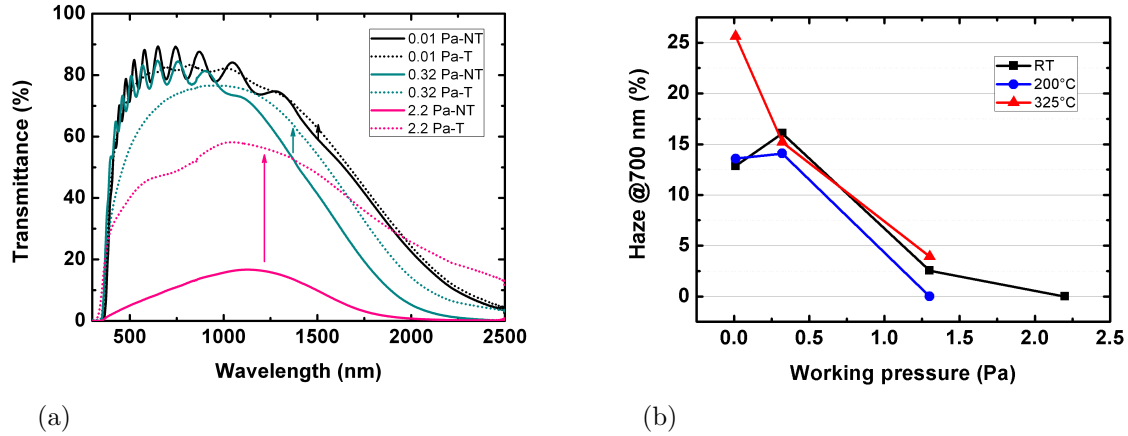 100
80
60
40
20
0
500
1000
1500
2000
2500
Transmittance (%)
Wavelength (nm)
0.01 Pa-NT
0.01 Pa-T
0.32 Pa-NT
0.32 Pa-T
2.2 Pa-NT
2.2 Pa-T
(a)
25
20
15
10
5
0
0.0
0.5
1.0
1.5
2.0
2.5
Haze @700 nm (%)
Working pressure (Pa)
RT
200°C
325°C
(b)